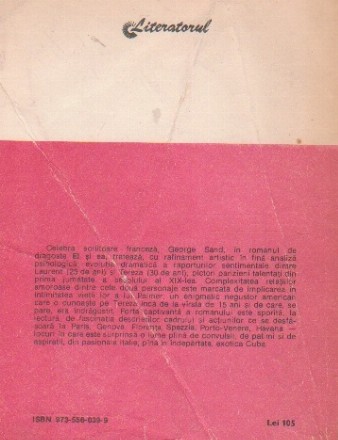 Literatorul
Celebra scriitoare franceză, George Sand, în romanul de
dragoste El și ea, tratează, cu rafinament artistic în fină analiză
psihologică evoluția dramatică a raporturilor sentimentale dintre
Laurent (25 de ani) și Tereza (30 de ani), pictori parizieni talentați din
prima jumătate a secolului al XIX-lea. Complexitatea relațiilor
amoroase dintre cele două personaje este marcată de implicarea în
intimitatea vieții lor a lui Palmer, un enigmatic negustor american
care o cunoaște pe Tereza încă de la vîrsta de 15 ani și de care, se
pare, era îndrăgostit. Forța captivantă a romanului este sporită, la
lectură, de fascinația descrierilor cadrului și acțiunilor ce se desfă-
șoară la Paris, Genova, Florența, Spezzia, Porto-Venere, Havana —
locuri în care este surprinsă o lume plină de convulsii, de patimi și de
aspirații, din pasionala Italie, pînă în îndepărtata, exotica Cuba.
ISBN 973-556-039-9
Lei 105